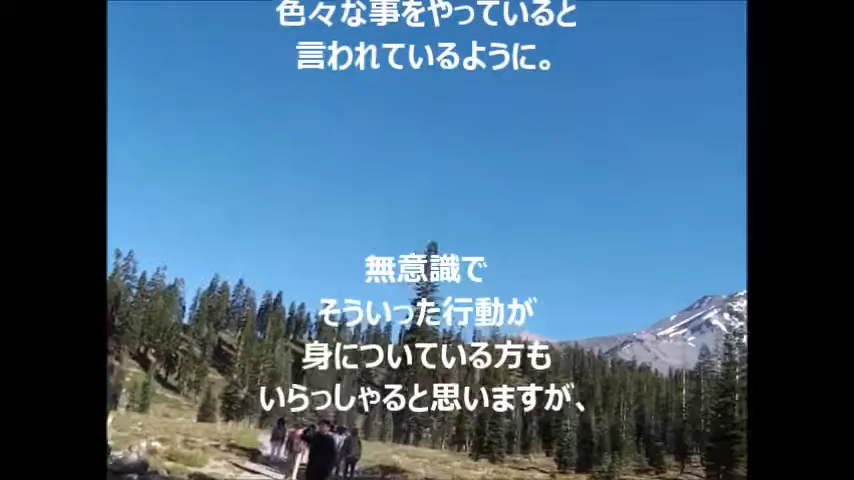 色々な事をやっていると
言われているように。
無意識で
そういった行動が
身についている方も
いらっしゃると思いますが、